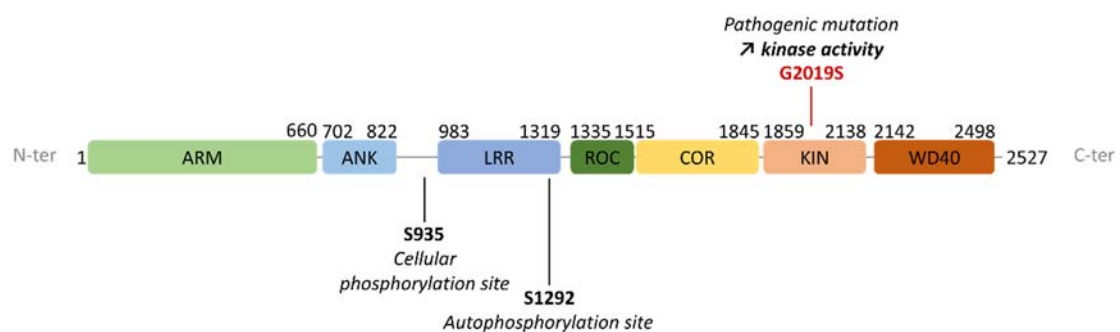 Pathogenic mutation
↗ kinase activity
G2019S
660 702 822 983 1319 1335 1515 1845 1859 2138 2142 2498
N-ter 1 ARM ANK LRR ROC COR KIN WD40 2527 C-ter
S935
Cellular
phosphorylation site
S1292
Autophosphorylation site